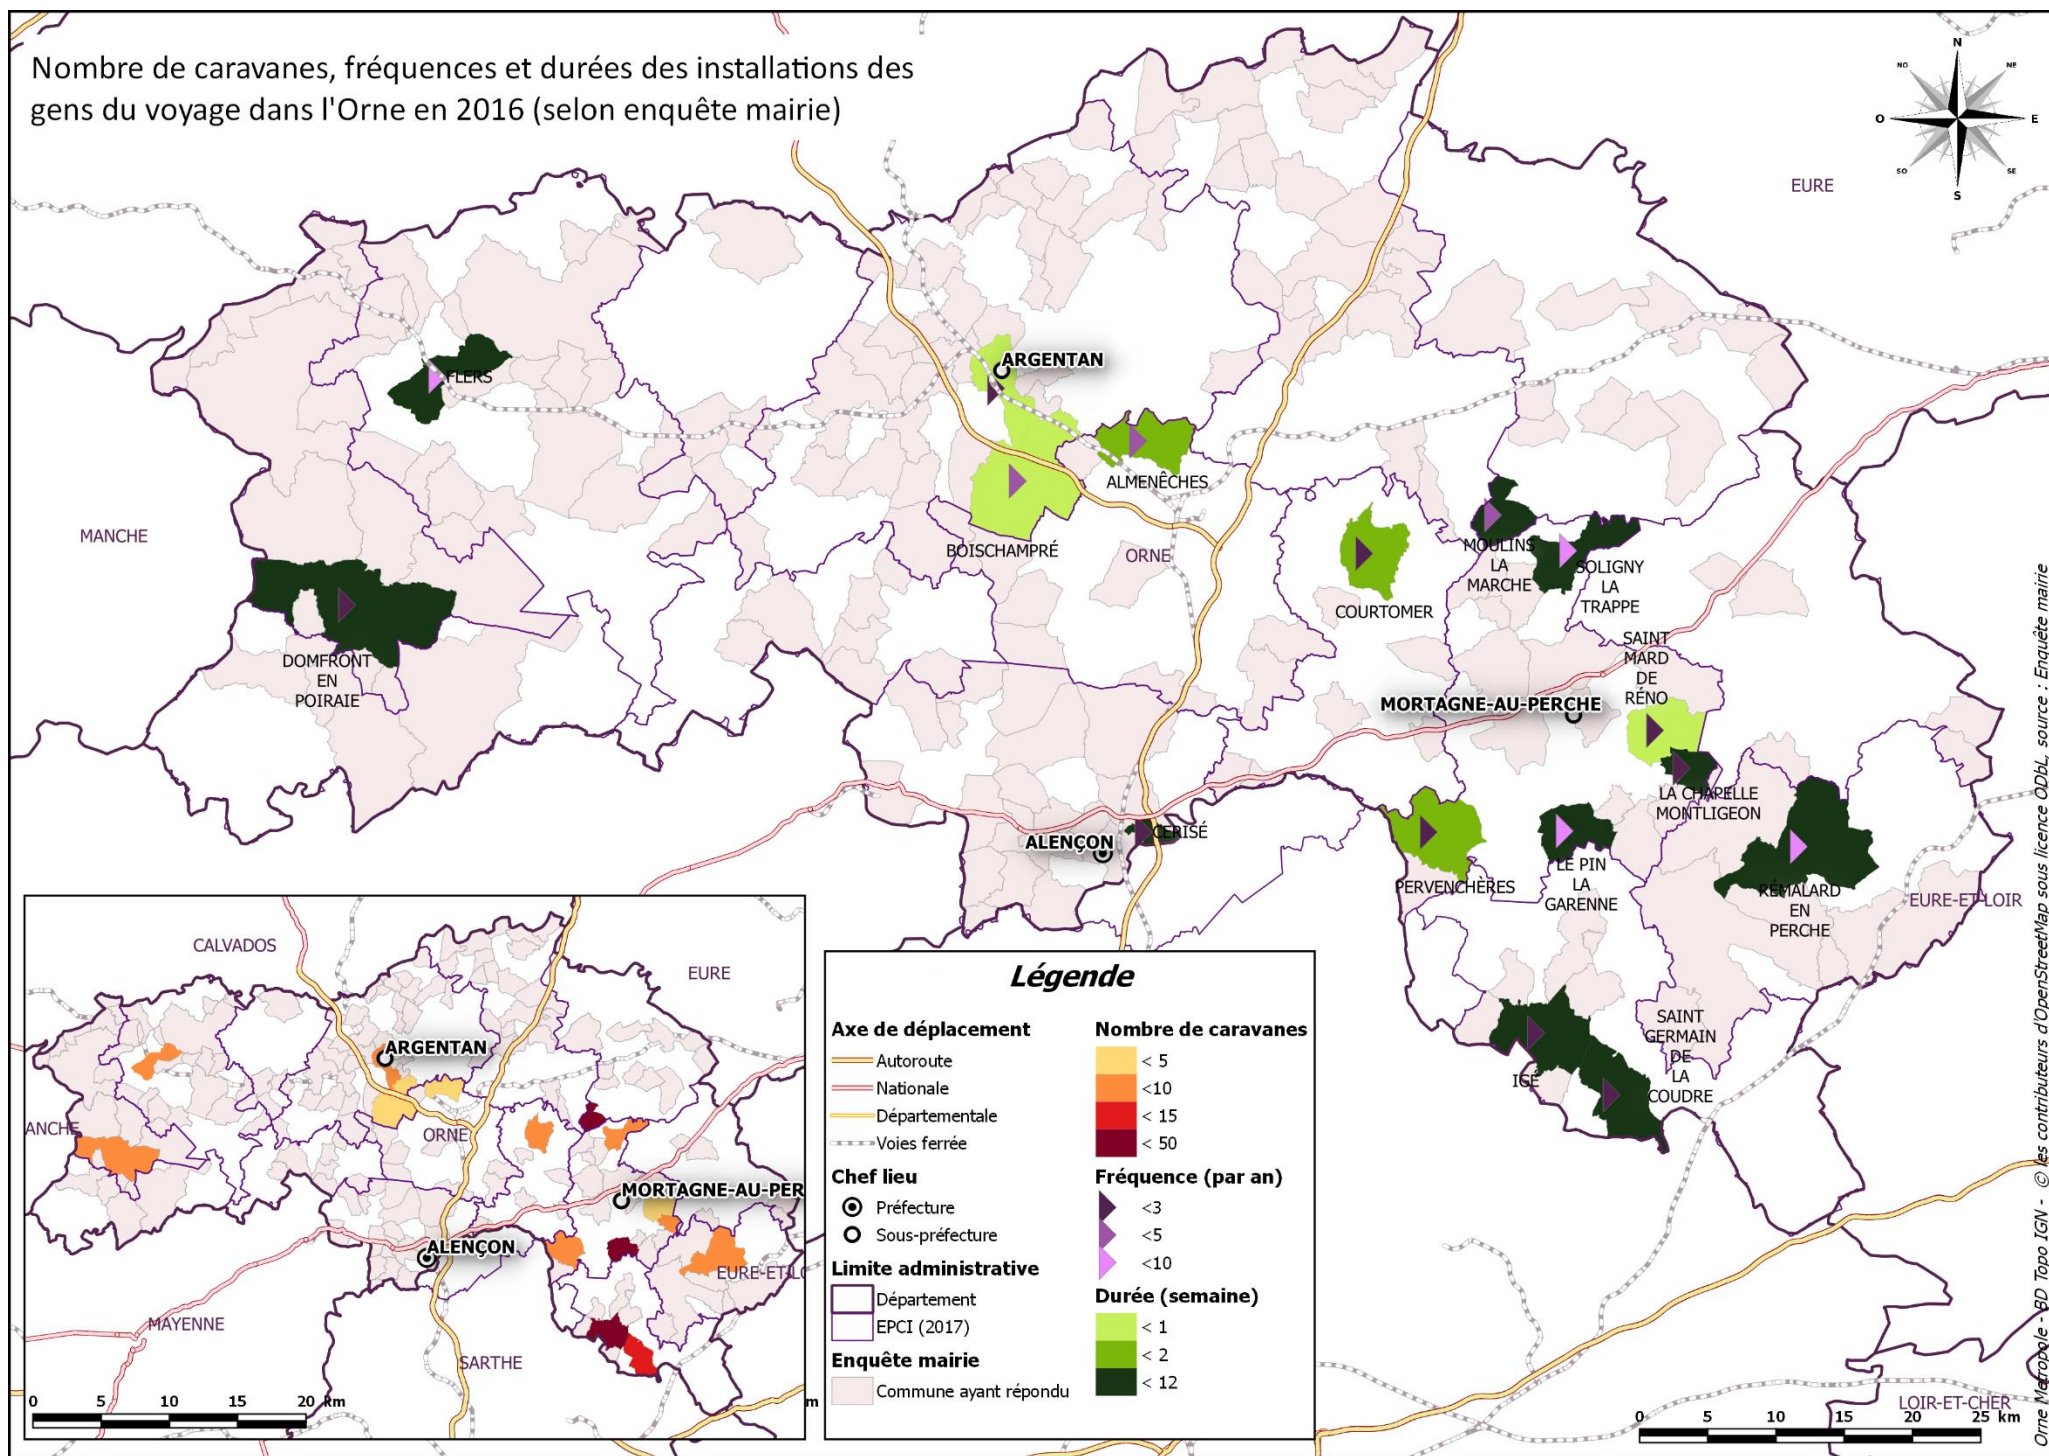 Nombre de caravanes, fréquences et durées des installations des
gens du voyage dans l'Orne en 2016 (selon enquête mairie)
N
NO
NE
O
E
SO
SE
S
EURE
ARGENTAN
FLERS
ALMENÊCHES
MANCHE
BOISCHAMPRÉ
ORNE
MOULINS
LA
MARCHE
SOLIGNY
LA
TRAPPE
COURTOMER
DOMFRONT
EN
POIRAIE
SAINT
MARD
DE
RÉNO
MORTAGNE-AU-PERCHE
LA CHAPELLE
MONTLIGEON
CERISÉ
ALENÇON
PERVENCHÈRES
LE PIN
LA
GARENNE
RÉMALARD
EN
PERCHE
EURE-ET-LOIR
SAINT
GERMAIN
DE
LA
COUDRE
IGÉ
LOIR-ET-CHER
0 5 10 15 20 25 km
CALVADOS
EURE
ARGENTAN
ANCHE
ORNE
MORTAGNE-AU-PER
ALENÇON
EURE-ET-LO
MAYENNE
SARTHE
0 5 10 15 20 km
m
Légende
Axe de déplacement
Autoroute
Nationale
Départementale
Voies ferrée
Chef lieu
Préfecture
Sous-préfecture
Limite administrative
Département
EPCI (2017)
Enquête mairie
Commune ayant répondu
Nombre de caravanes
< 5
<10
< 15
< 50
Fréquence (par an)
<3
<5
<10
Durée (semaine)
< 1
< 2
< 12
Orne Métropole - BD Topo IGN - © les contributeurs d'OpenStreetMap sous licence ODbL, source : Enquête mairie